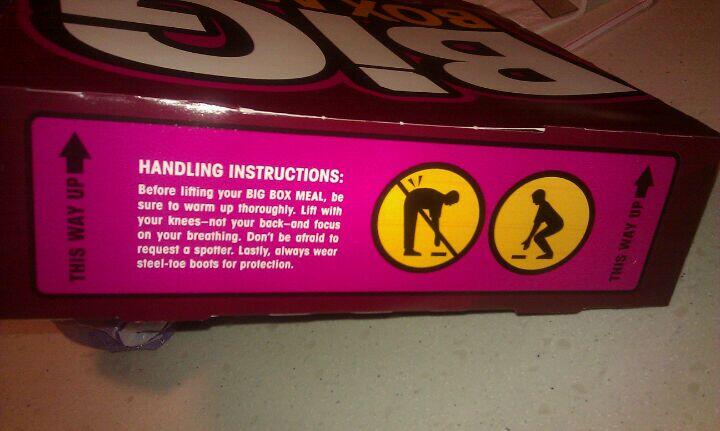 BIG
BOX
THIS WAY UP
HANDLING INSTRUCTIONS:
Before lifting your BIG BOX MEAL, be
sure to warm up thoroughly. Lift with
your knees–not your back–and focus
on your breathing. Don't be afraid to
request a spotter. Lastly, always wear
steel-toe boots for protection.
THIS WAY UP